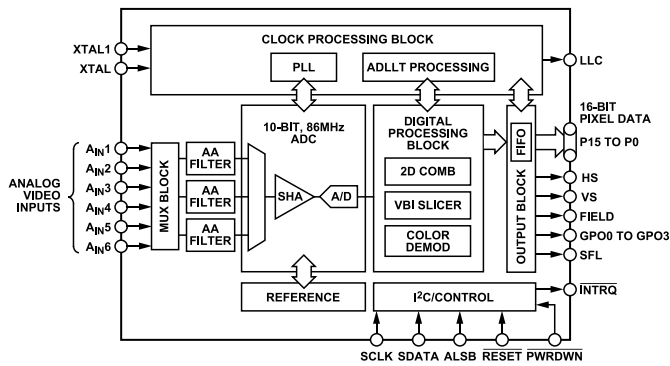 CLOCK PROCESSING BLOCK
XTAL1
XTAL
PLL
ADLLT PROCESSING
LLC
16-BIT
PIXEL DATA
P15 TO P0
10-BIT, 86MHz
ADC
DIGITAL
PROCESSING
BLOCK
FIFO
OUTPUT BLOCK
ANALOG
VIDEO
INPUTS
AIN1
AIN2
AIN3
AIN4
AIN5
AIN6
MUX BLOCK
AA
FILTER
AA
FILTER
AA
FILTER
SHA
A/D
2D COMB
VBI SLICER
COLOR
DEMOD
HS
VS
FIELD
GPO0 TO GPO3
SFL
REFERENCE
I2C/CONTROL
INTRQ
SCLK
SDATA
ALSB
RESET
PWRDWN